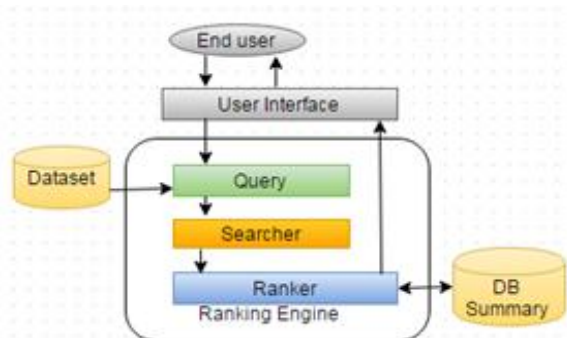 End user
User Interface
Dataset
Query
Searcher
Ranker
Ranking Engine
DB
Summary